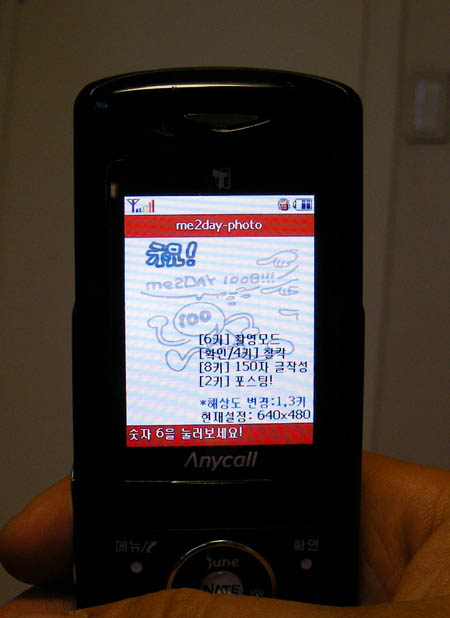 me2day-photo
祝!
me2DAY 100日!!!
100
[6키] 촬영모드
[확인/4키] 찰칵
[8키] 150자 글작성
[2키] 포스팅!
*해상도 변경:1,3키
현재설정: 640x480
숫자 6을 눌러보세요!
Anycall
메뉴/
확인
june
NATE